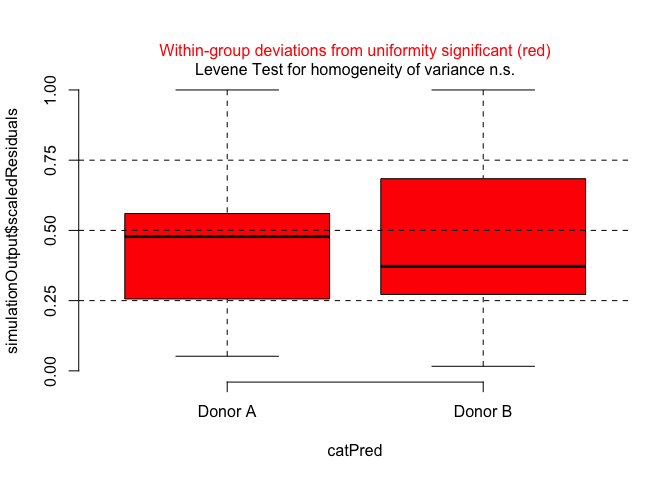 Within-group deviations from uniformity significant (red)
Levene Test for homogeneity of variance n.s.
simulationOutput$scaledResiduals
1.00
0.75
0.50
0.25
0.00
Donor A
Donor B
catPred